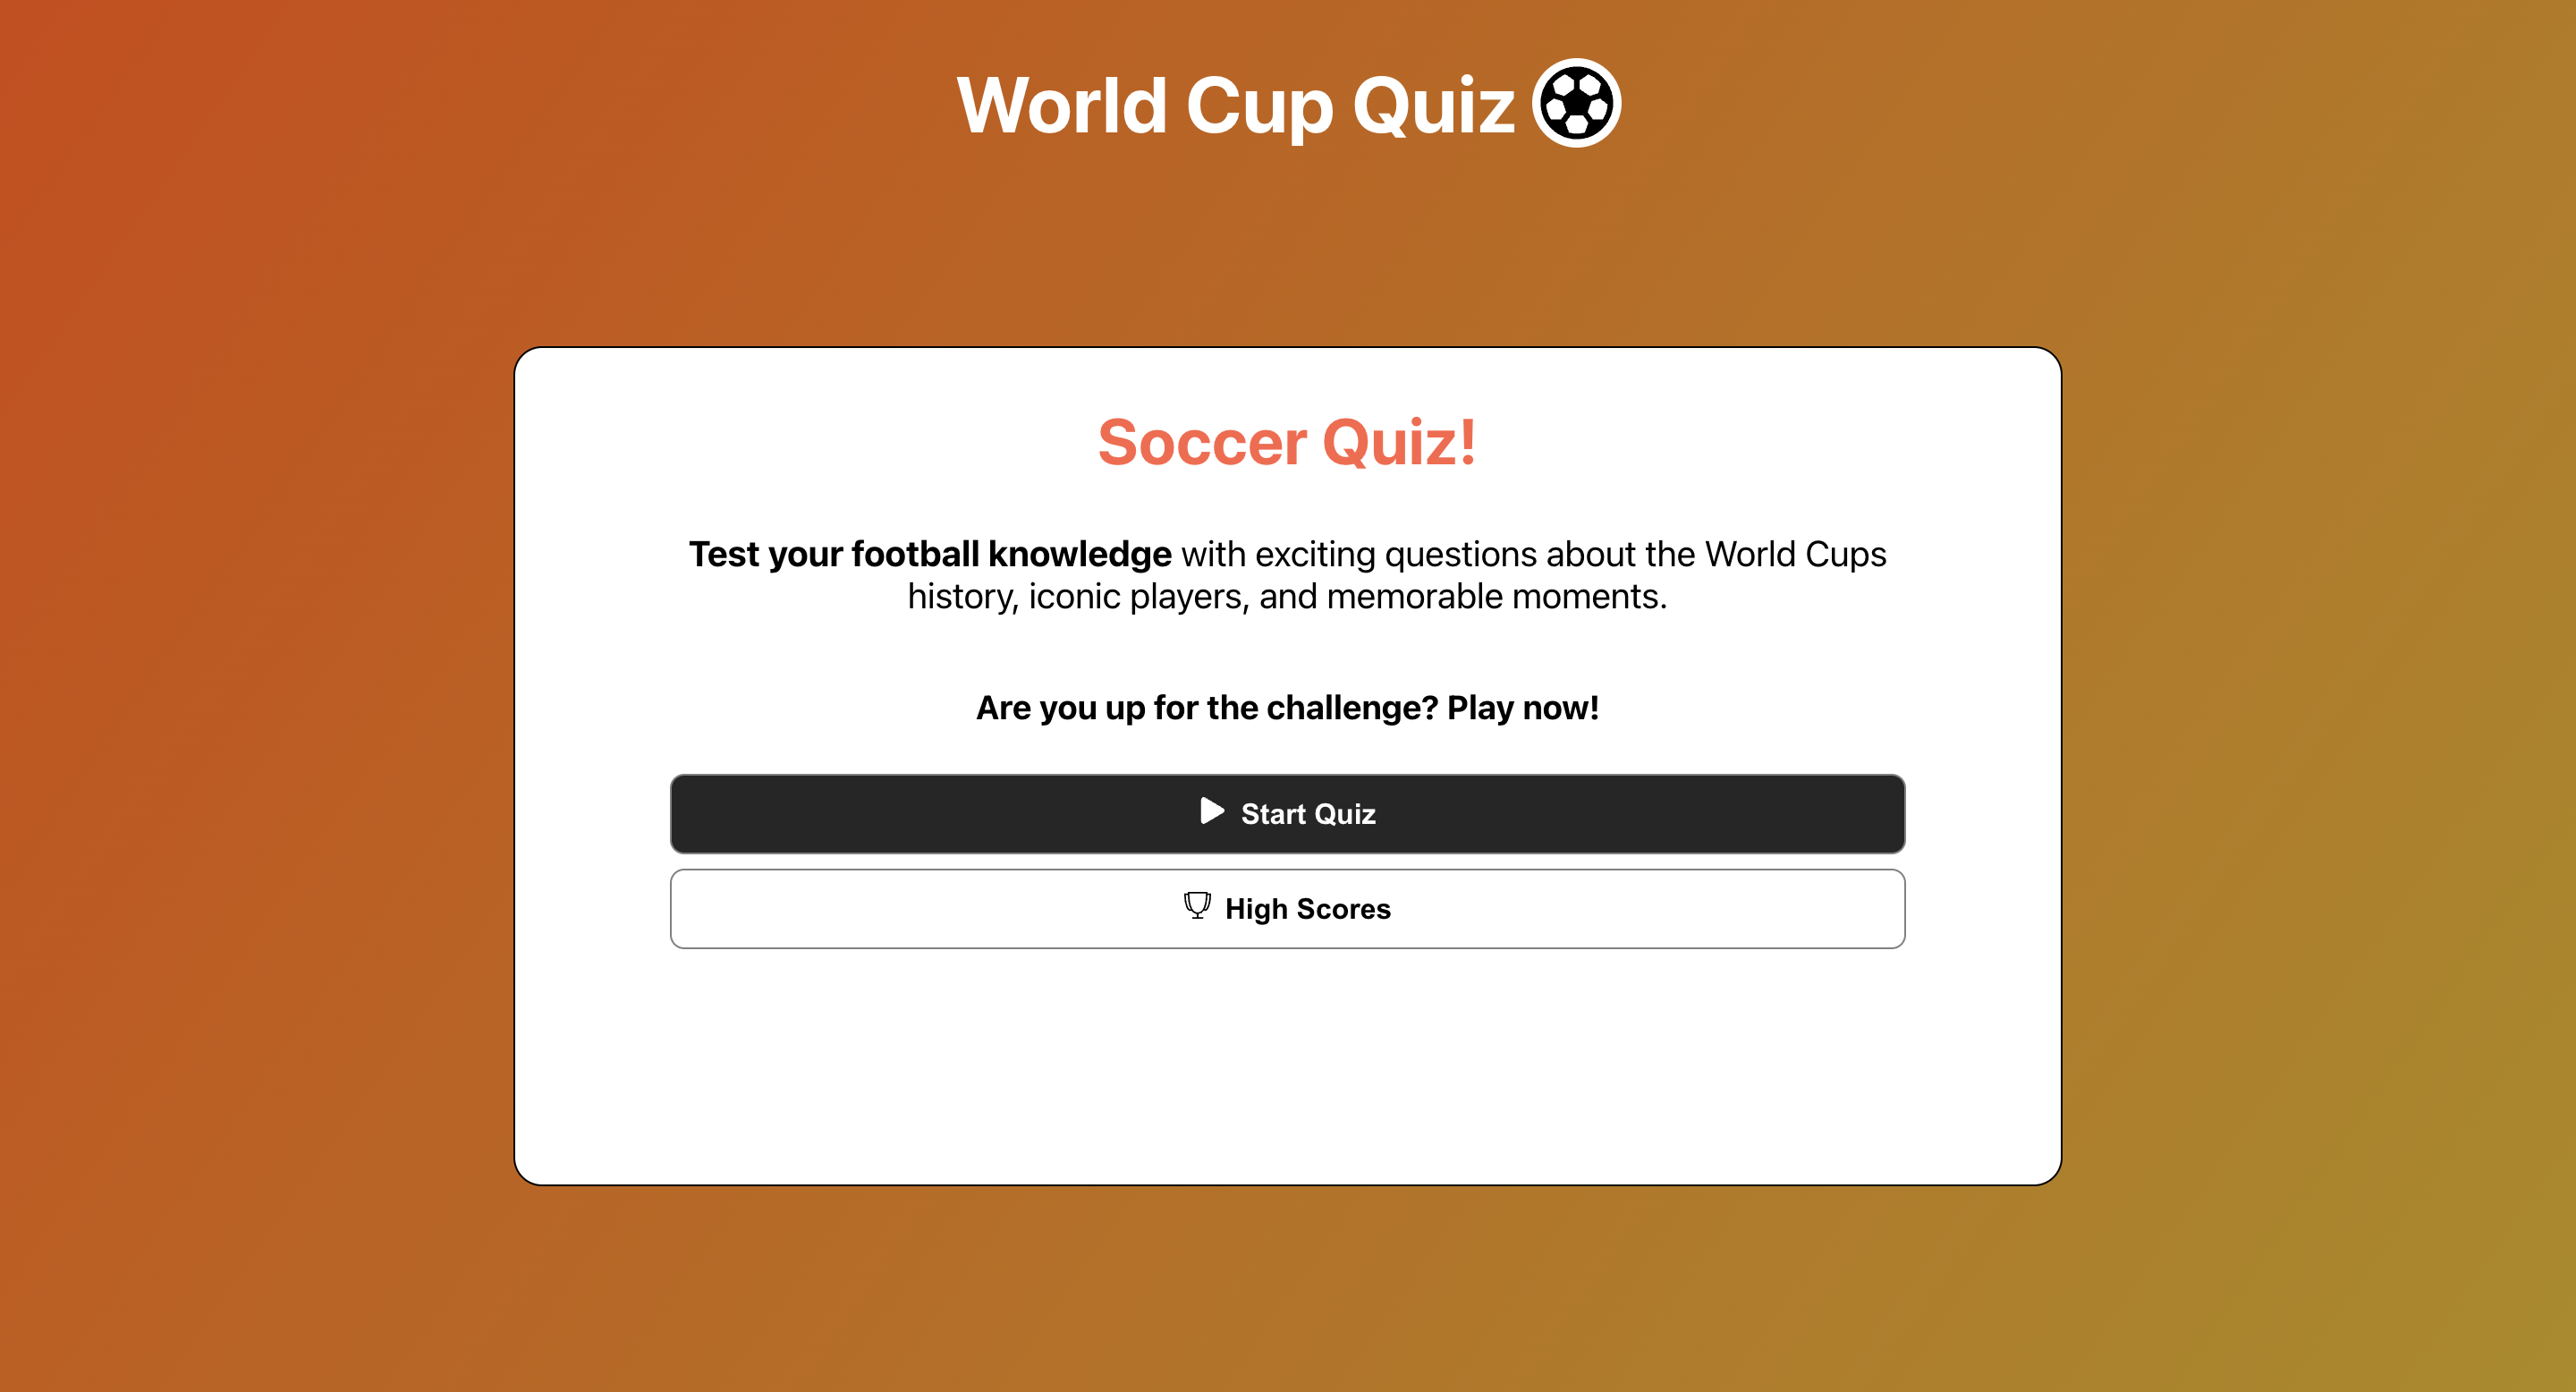 World Cup Quiz
Soccer Quiz!
Test your football knowledge with exciting questions about the World Cups
history, iconic players, and memorable moments.
Are you up for the challenge? Play now!
Start Quiz
High Scores